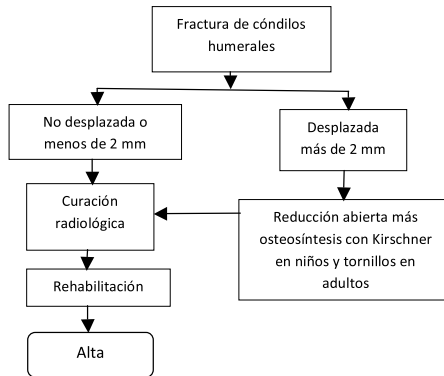 Fractura de cóndilos
humerales
No desplazada o
menos de 2 mm
Desplazada
más de 2 mm
Curación
radiológica
Reducción abierta más
osteosíntesis con Kirschner
en niños y tornillos en
adultos
Rehabilitación
Alta